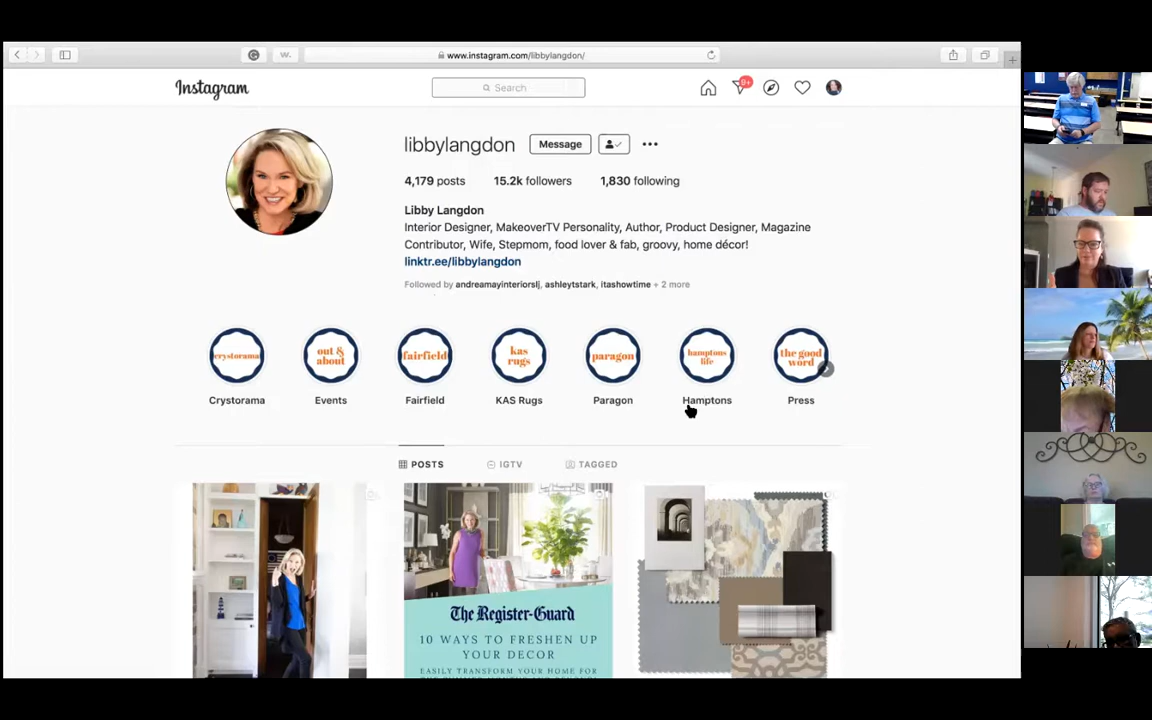 w.
www.instagram.com/libbylangdon/
Instagram
Search
9+
libbylangdon
Message
4,179 posts 15.2k followers 1,830 following
Libby Langdon
Interior Designer, MakeoverTV Personality, Author, Product Designer, Magazine
Contributor, Wife, Stepmom, food lover & fab, groovy, home décor!
linktr.ee/libbylangdon
Followed by andreamayinteriorslj, ashleytstark, itashowtime + 2 more
crystorama
out &
about
fairfield
kas
rugs
paragon
hamptons
life
the good
word
Crystorama Events Fairfield KAS Rugs Paragon Hamptons Press
POSTS IGTV TAGGED
The Register-Guard
10 WAYS TO FRESHEN UP
YOUR DECOR
EASILY TRANSFORM YOUR HOME FOR